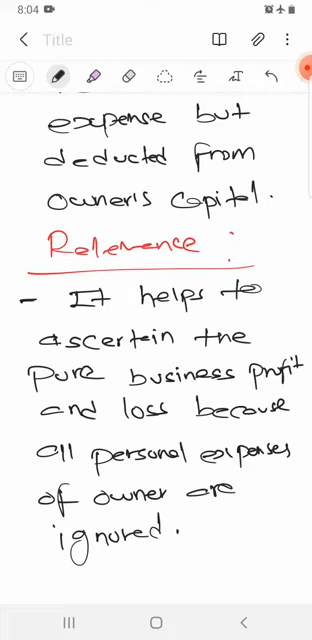 8:04
Title
expense but
deducted from
owner's capital.
Relevance :
- It helps to
ascertain the
pure business profit
and loss because
all personal expenses
of owner are
ignored.